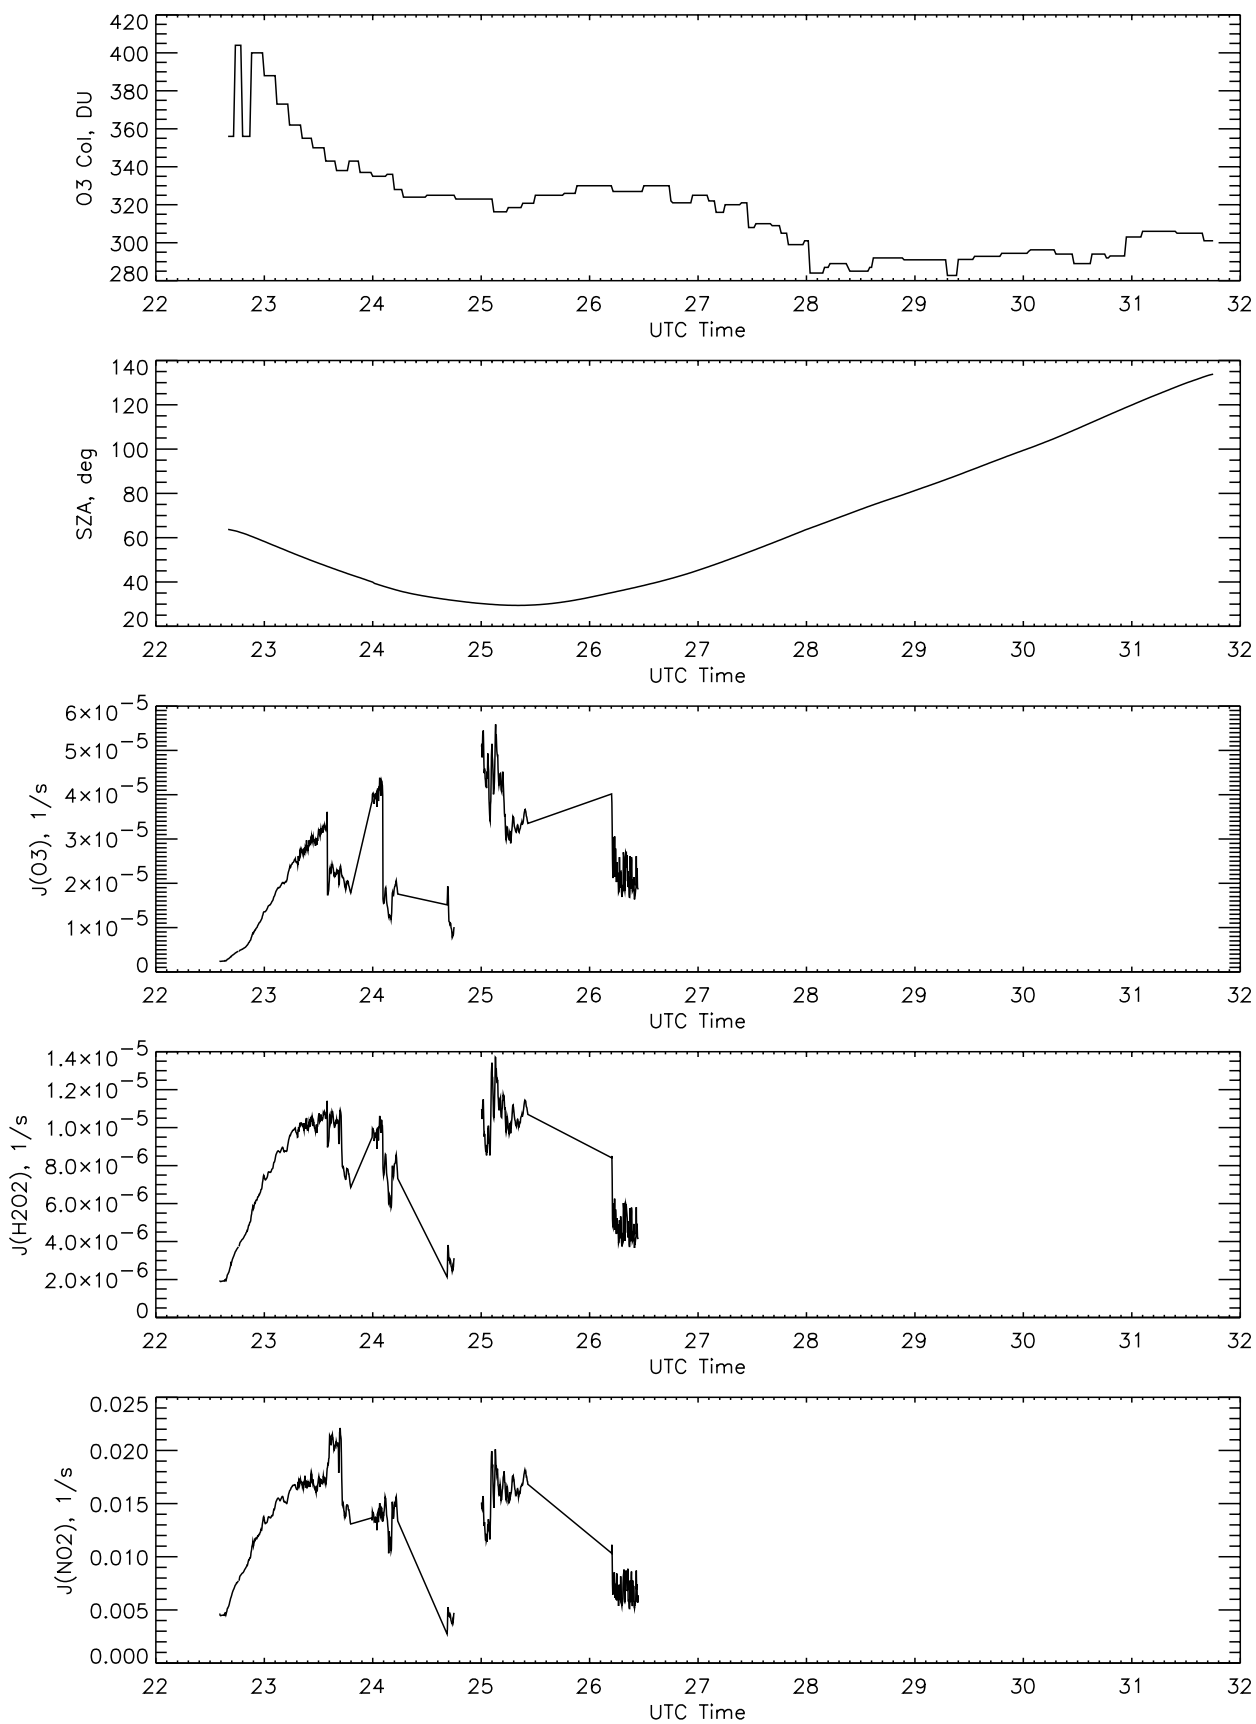 420
400
380
360
340
320
300
280
O3 Col, DU
22 23 24 25 26 27 28 29 30 31 32
UTC Time
140
120
100
80
60
40
20
SZA, deg
22 23 24 25 26 27 28 29 30 31 32
UTC Time
6×10⁻⁵
5×10⁻⁵
4×10⁻⁵
3×10⁻⁵
2×10⁻⁵
1×10⁻⁵
0
J(O3), 1/s
22 23 24 25 26 27 28 29 30 31 32
UTC Time
1.4×10⁻⁵
1.2×10⁻⁵
1.0×10⁻⁵
8.0×10⁻⁶
6.0×10⁻⁶
4.0×10⁻⁶
2.0×10⁻⁶
0
J(H2O2), 1/s
22 23 24 25 26 27 28 29 30 31 32
UTC Time
0.025
0.020
0.015
0.010
0.005
0.000
J(NO2), 1/s
22 23 24 25 26 27 28 29 30 31 32
UTC Time